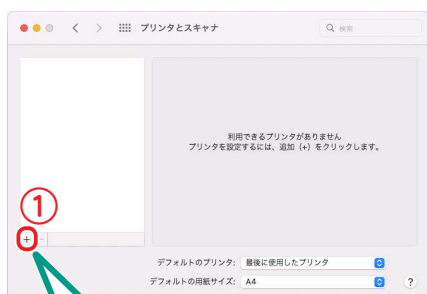 プリンタとスキャナ
検索
利用できるプリンタがありません
プリンタを設定するには、追加（+）をクリックします。
①
+ −
デフォルトのプリンタ: 最後に使用したプリンタ
デフォルトの用紙サイズ: A4
?